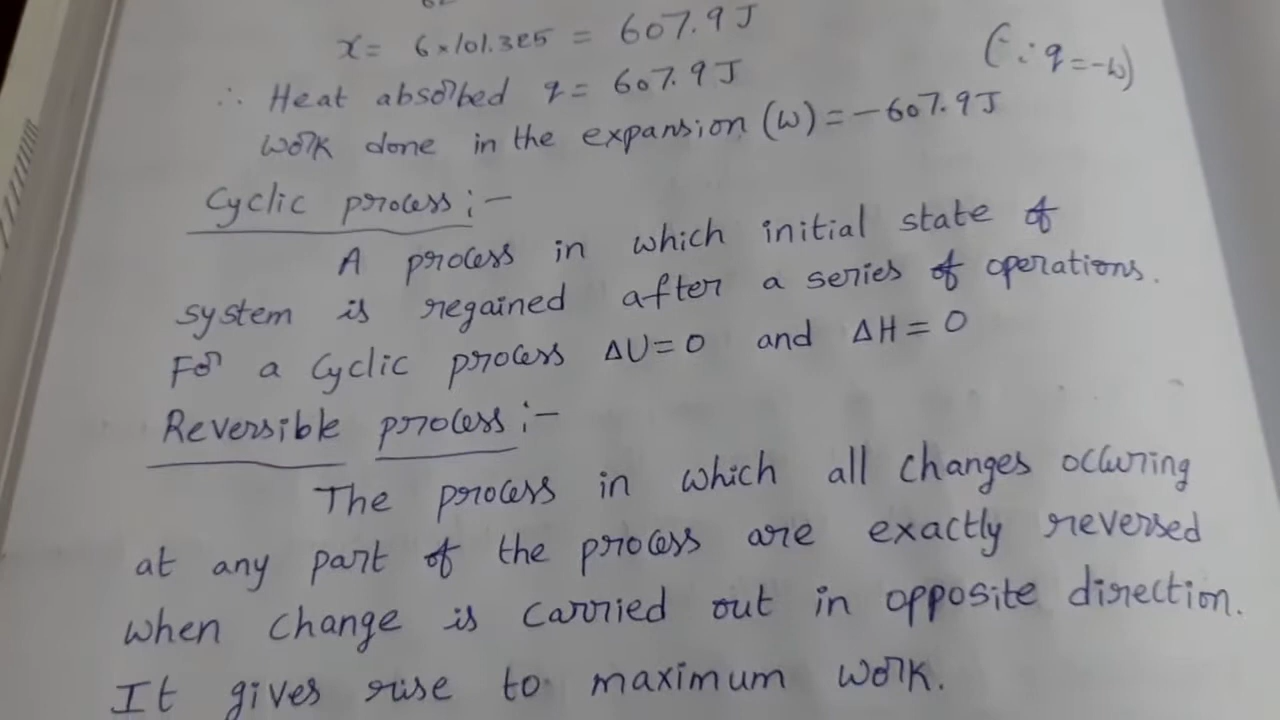 x = 6×101.325 = 607.9 J
(∵ q = -w)
∴ Heat absorbed q = 607.9 J
Work done in the expansion (w) = -607.9 J
Cyclic process :-
A process in which initial state of
system is regained after a series of operations.
For a Cyclic process ΔU = 0 and ΔH = 0
Reversible process :-
The process in which all changes occuring
at any part of the process are exactly reversed
when change is carried out in opposite direction.
It gives rise to maximum work.